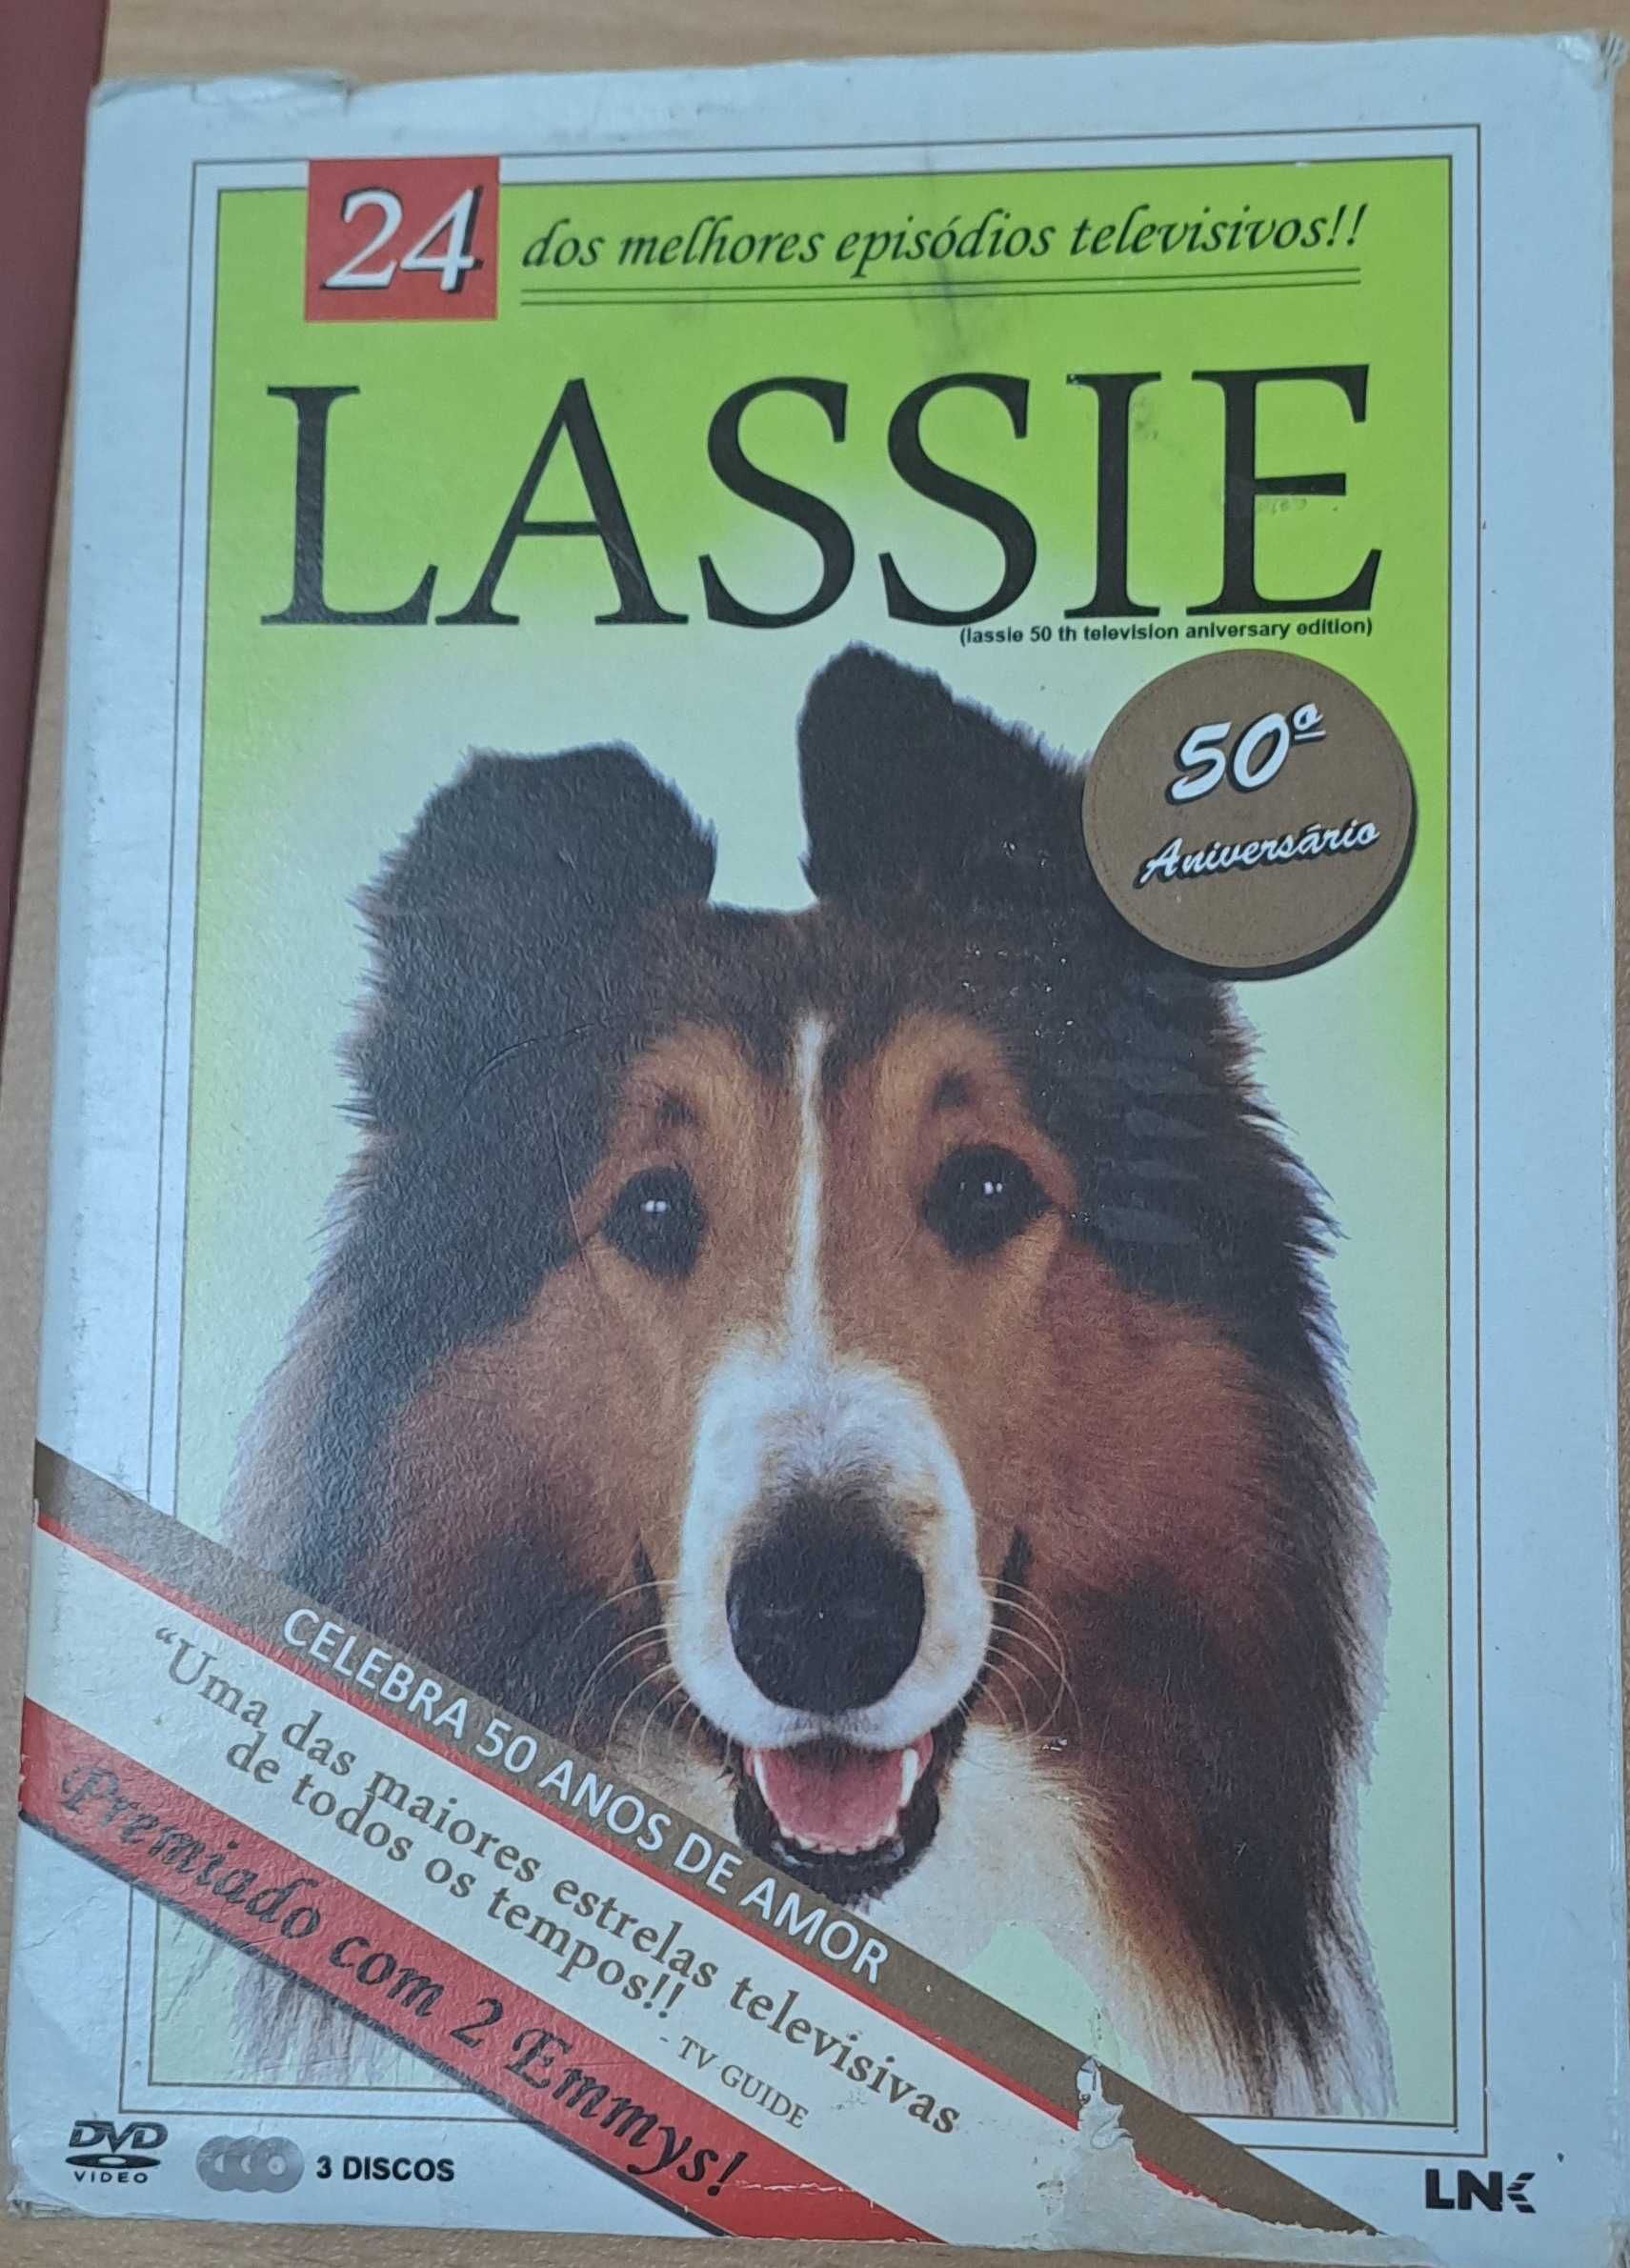 24 dos melhores episódios televisivos!!
LASSIE
(lassie 50 th television aniversary edition)
50º
Aniversário
CELEBRA 50 ANOS DE AMOR
“Uma das maiores estrelas televisivas
de todos os tempos!!
- TV GUIDE
Premiado com 2 Emmys!
DVD
VIDEO
3 DISCOS
LNK